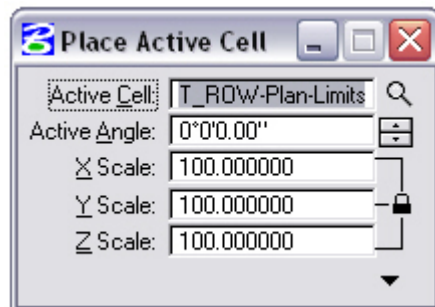 Place Active Cell
Active Cell: T_ROW-Plan-Limits
Active Angle: 0°0'0.00"
X Scale: 100.000000
Y Scale: 100.000000
Z Scale: 100.000000